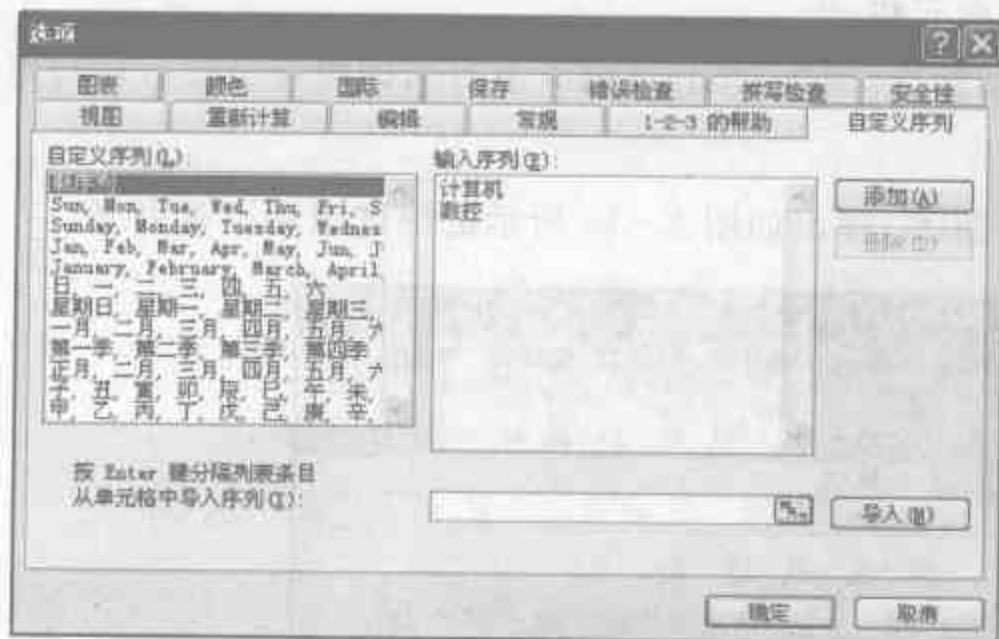 选项
图表 颜色 国际 保存 错误检查 拼写检查 安全性
视图 重新计算 编辑 常规 1-2-3 的帮助 自定义序列
自定义序列(L): 输入序列(E):
Sun, Mon, Tue, Wed, Thu, Fri, S
Sunday, Monday, Tuesday, Wednes
Jan, Feb, Mar, Apr, May, Jun, J
January, February, March, April
日, 一, 二, 三, 四, 五, 六
星期日, 星期一, 星期二, 星期三,
一月, 二月, 三月, 四月, 五月, 六
第一季, 第二季, 第三季, 第四季
正月, 二月, 三月, 四月, 五月, 六
子, 丑, 寅, 卯, 辰, 巳, 午, 未,
甲, 乙, 丙, 丁, 戊, 己, 庚, 辛,
计算机
数控
添加(A)
删除(D)
按 Enter 键分隔列表条目
从单元格中导入序列(I):
导入(M)
确定 取消